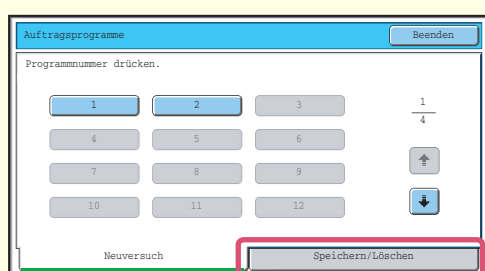 Auftragsprogramme Beenden
Programmnummer drücken.
1 2 3 1
4
4 5 6
7 8 9
10 11 12
Neuversuch Speichern/Löschen